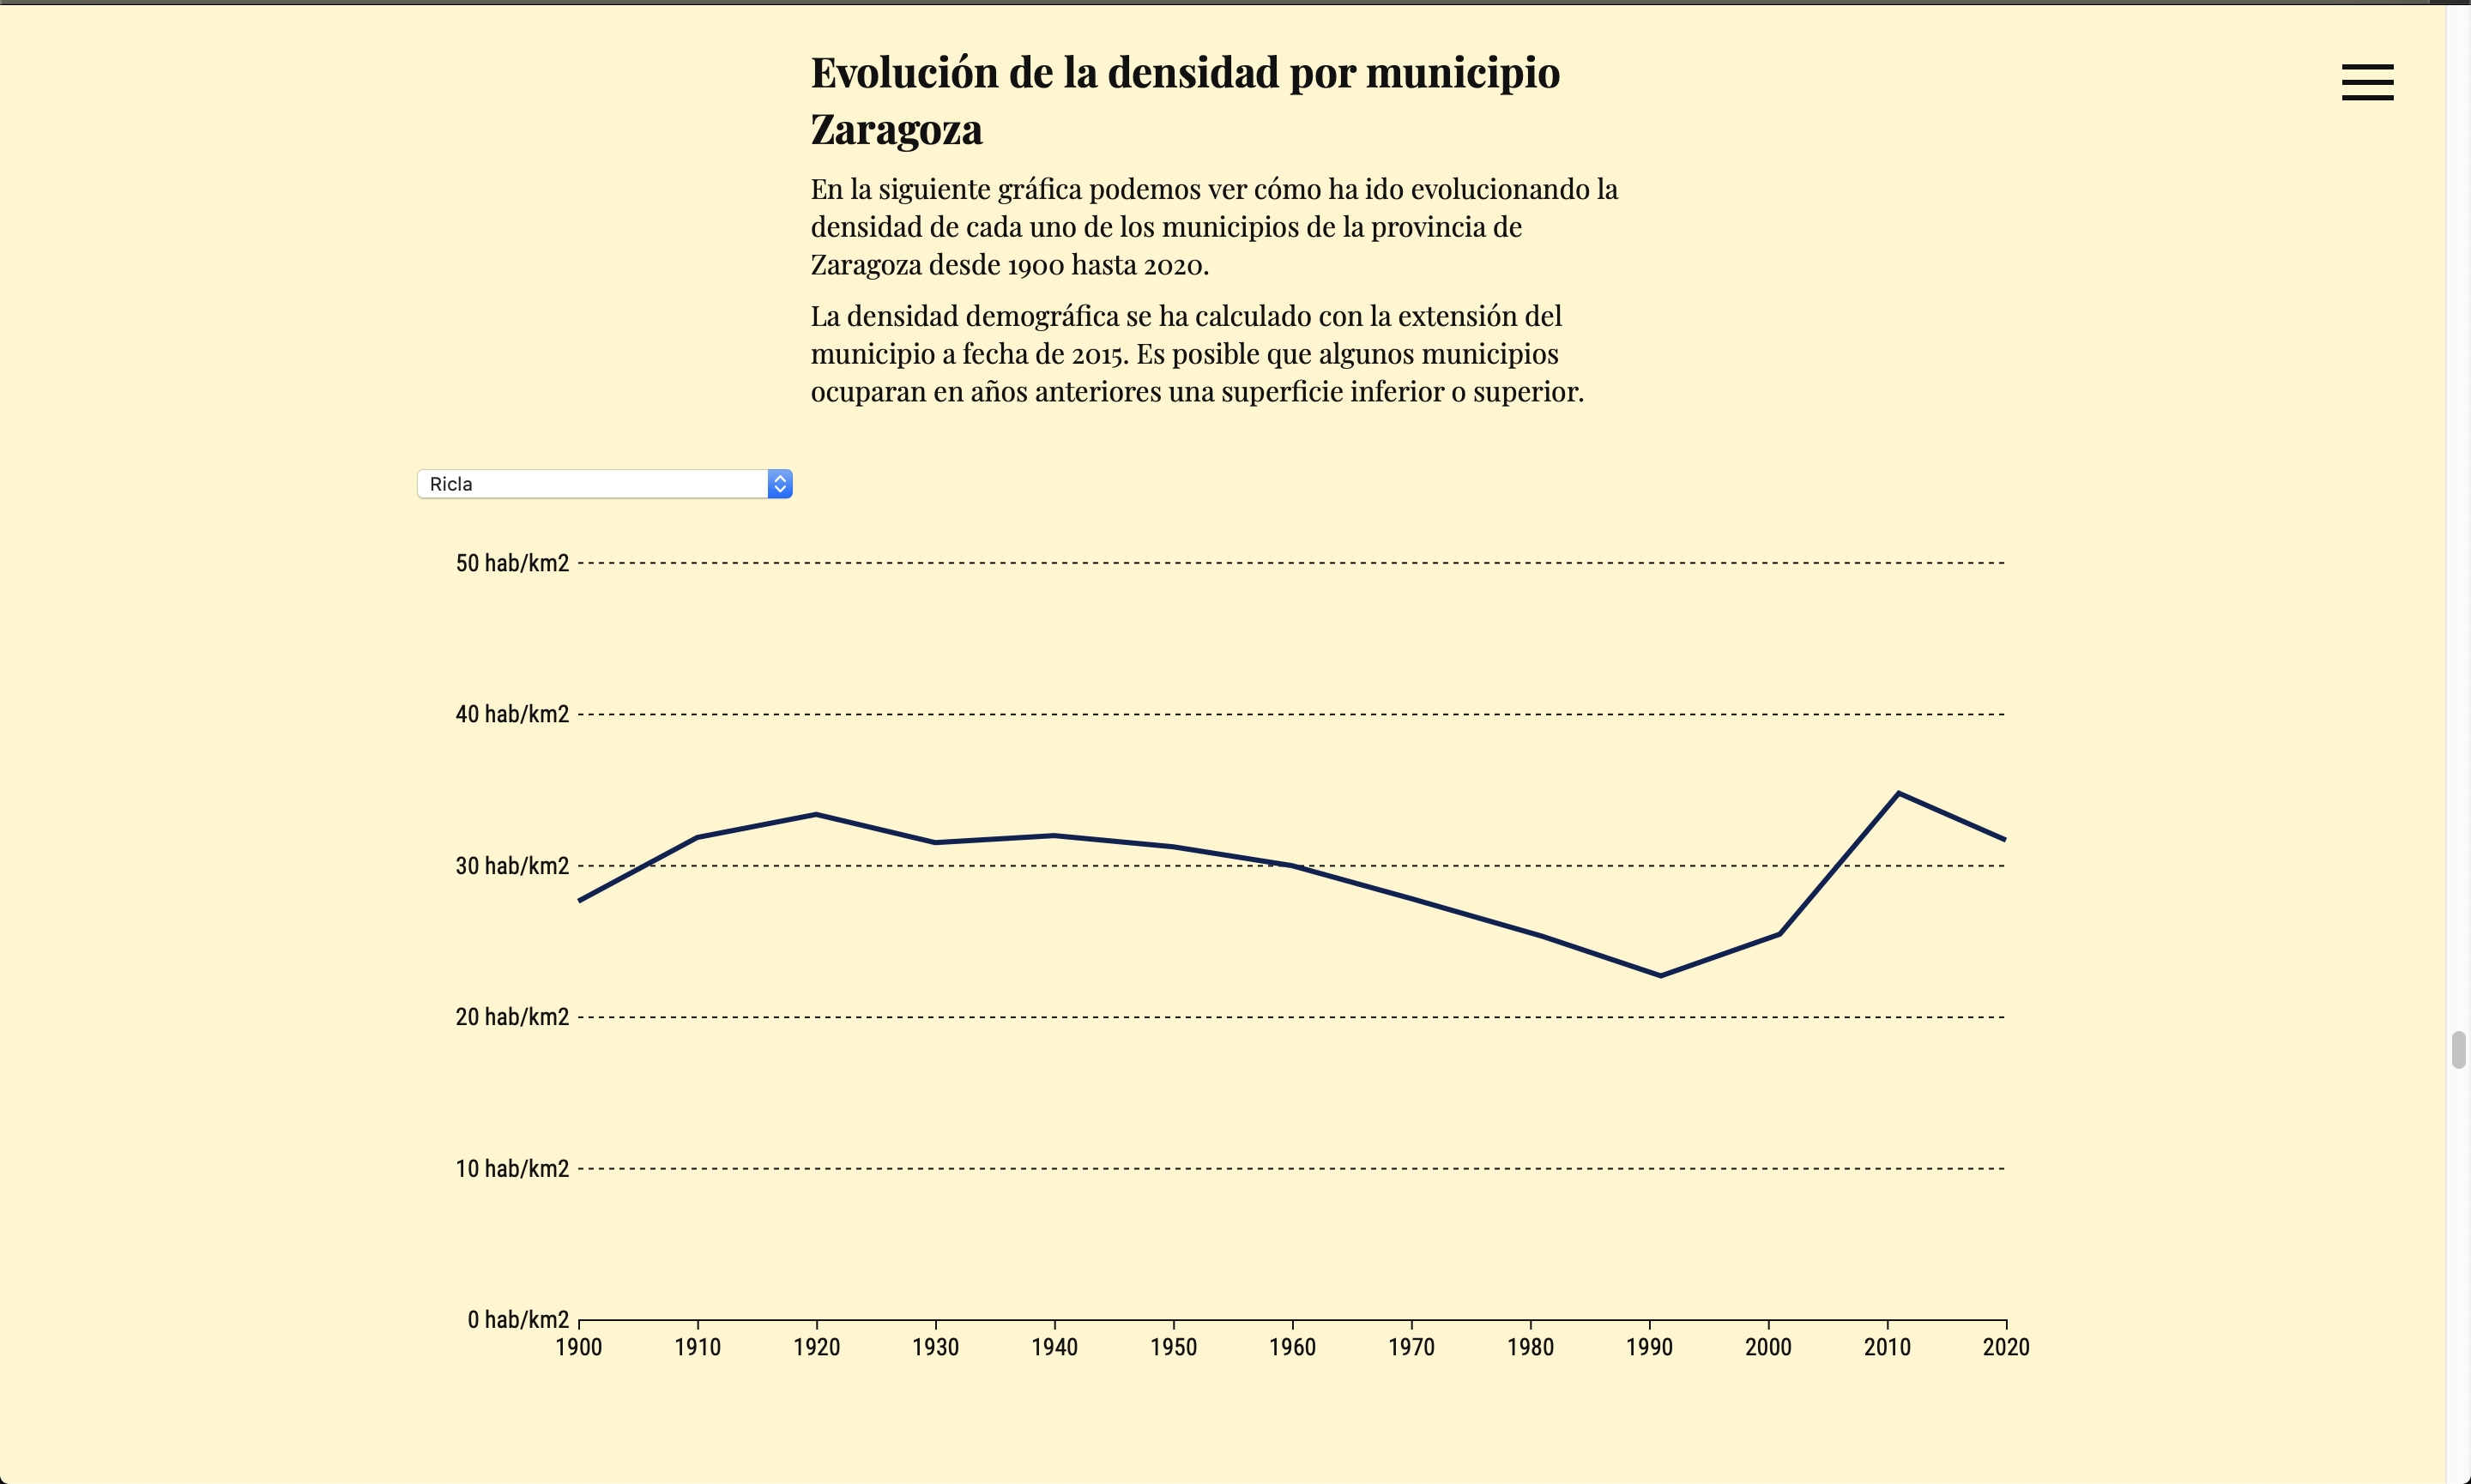 Evolución de la densidad por municipio
Zaragoza
En la siguiente gráfica podemos ver cómo ha ido evolucionando la
densidad de cada uno de los municipios de la provincia de
Zaragoza desde 1900 hasta 2020.
La densidad demográfica se ha calculado con la extensión del
municipio a fecha de 2015. Es posible que algunos municipios
ocuparan en años anteriores una superficie inferior o superior.
Ricla
50 hab/km2
40 hab/km2
30 hab/km2
20 hab/km2
10 hab/km2
0 hab/km2
1900 1910 1920 1930 1940 1950 1960 1970 1980 1990 2000 2010 2020